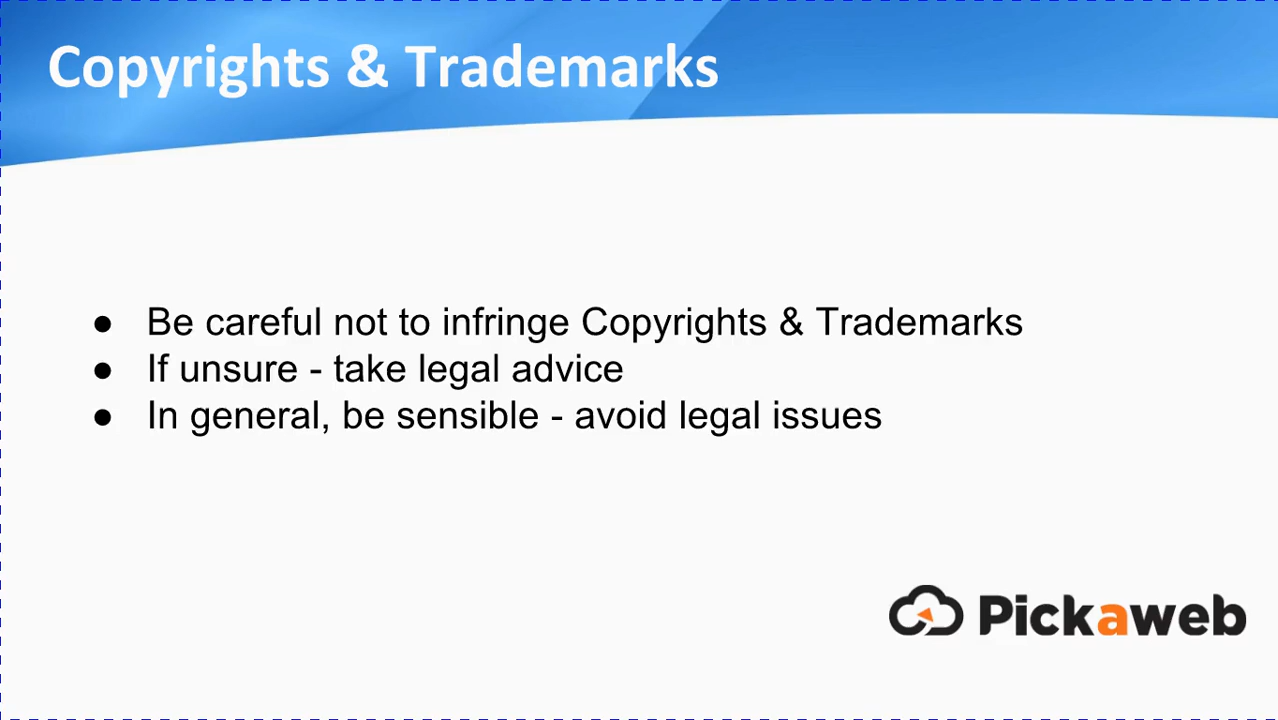 Copyrights & Trademarks
● Be careful not to infringe Copyrights & Trademarks
● If unsure - take legal advice
● In general, be sensible - avoid legal issues
Pickaweb